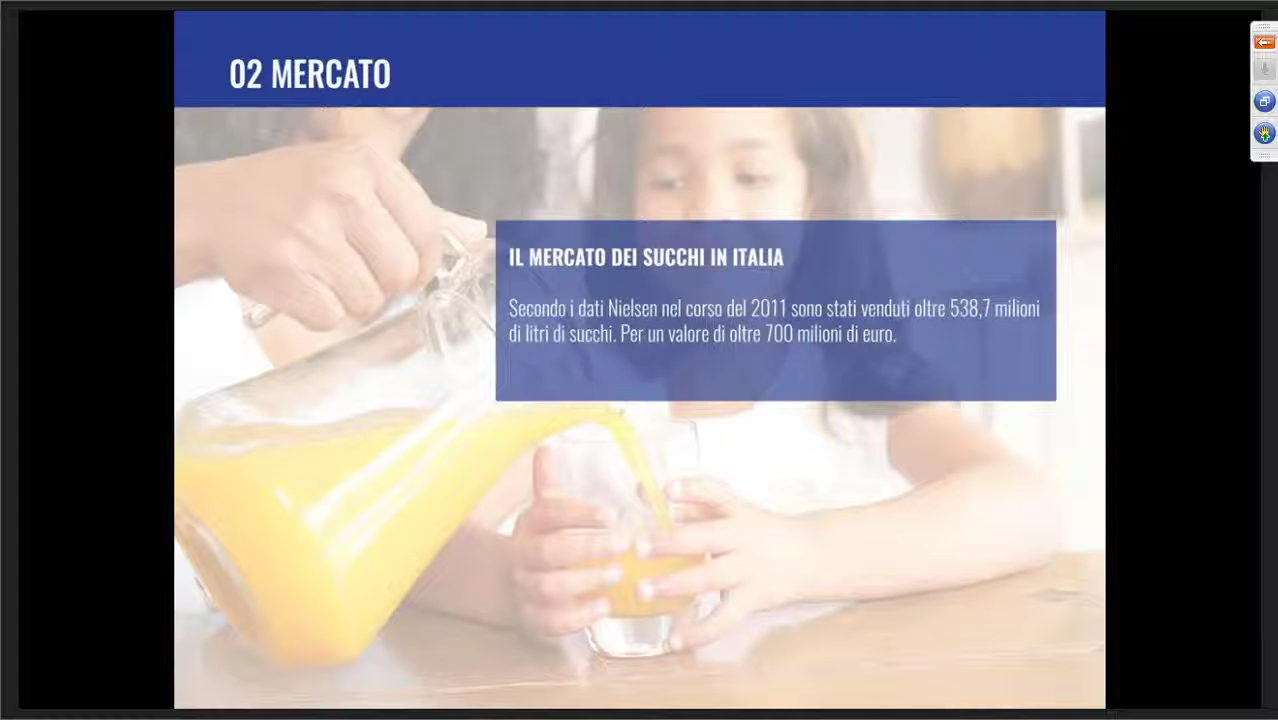 02 MERCATO
IL MERCATO DEI SUCCHI IN ITALIA
Secondo i dati Nielsen nel corso del 2011 sono stati venduti oltre 538,7 milioni
di litri di succhi. Per un valore di oltre 700 milioni di euro.